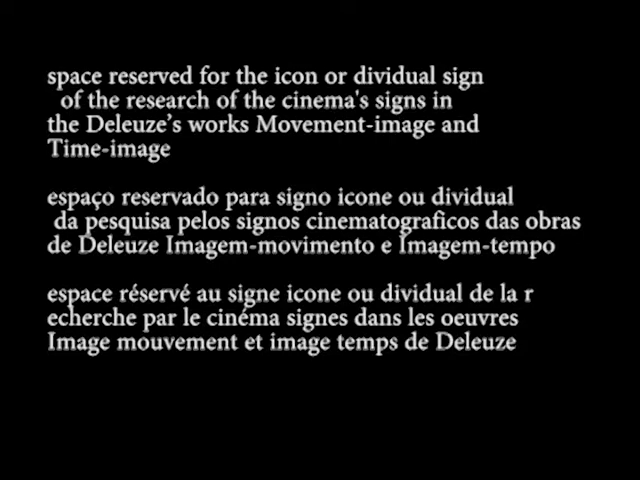 space reserved for the icon or dividual sign
of the research of the cinema's signs in
the Deleuze's works Movement-image and
Time-image
espaço reservado para signo icone ou dividual
da pesquisa pelos signos cinematograficos das obras
de Deleuze Imagem-movimento e Imagem-tempo
espace réservé au signe icone ou dividual de la r
echerche par le cinéma signes dans les oeuvres
Image mouvement et image temps de Deleuze